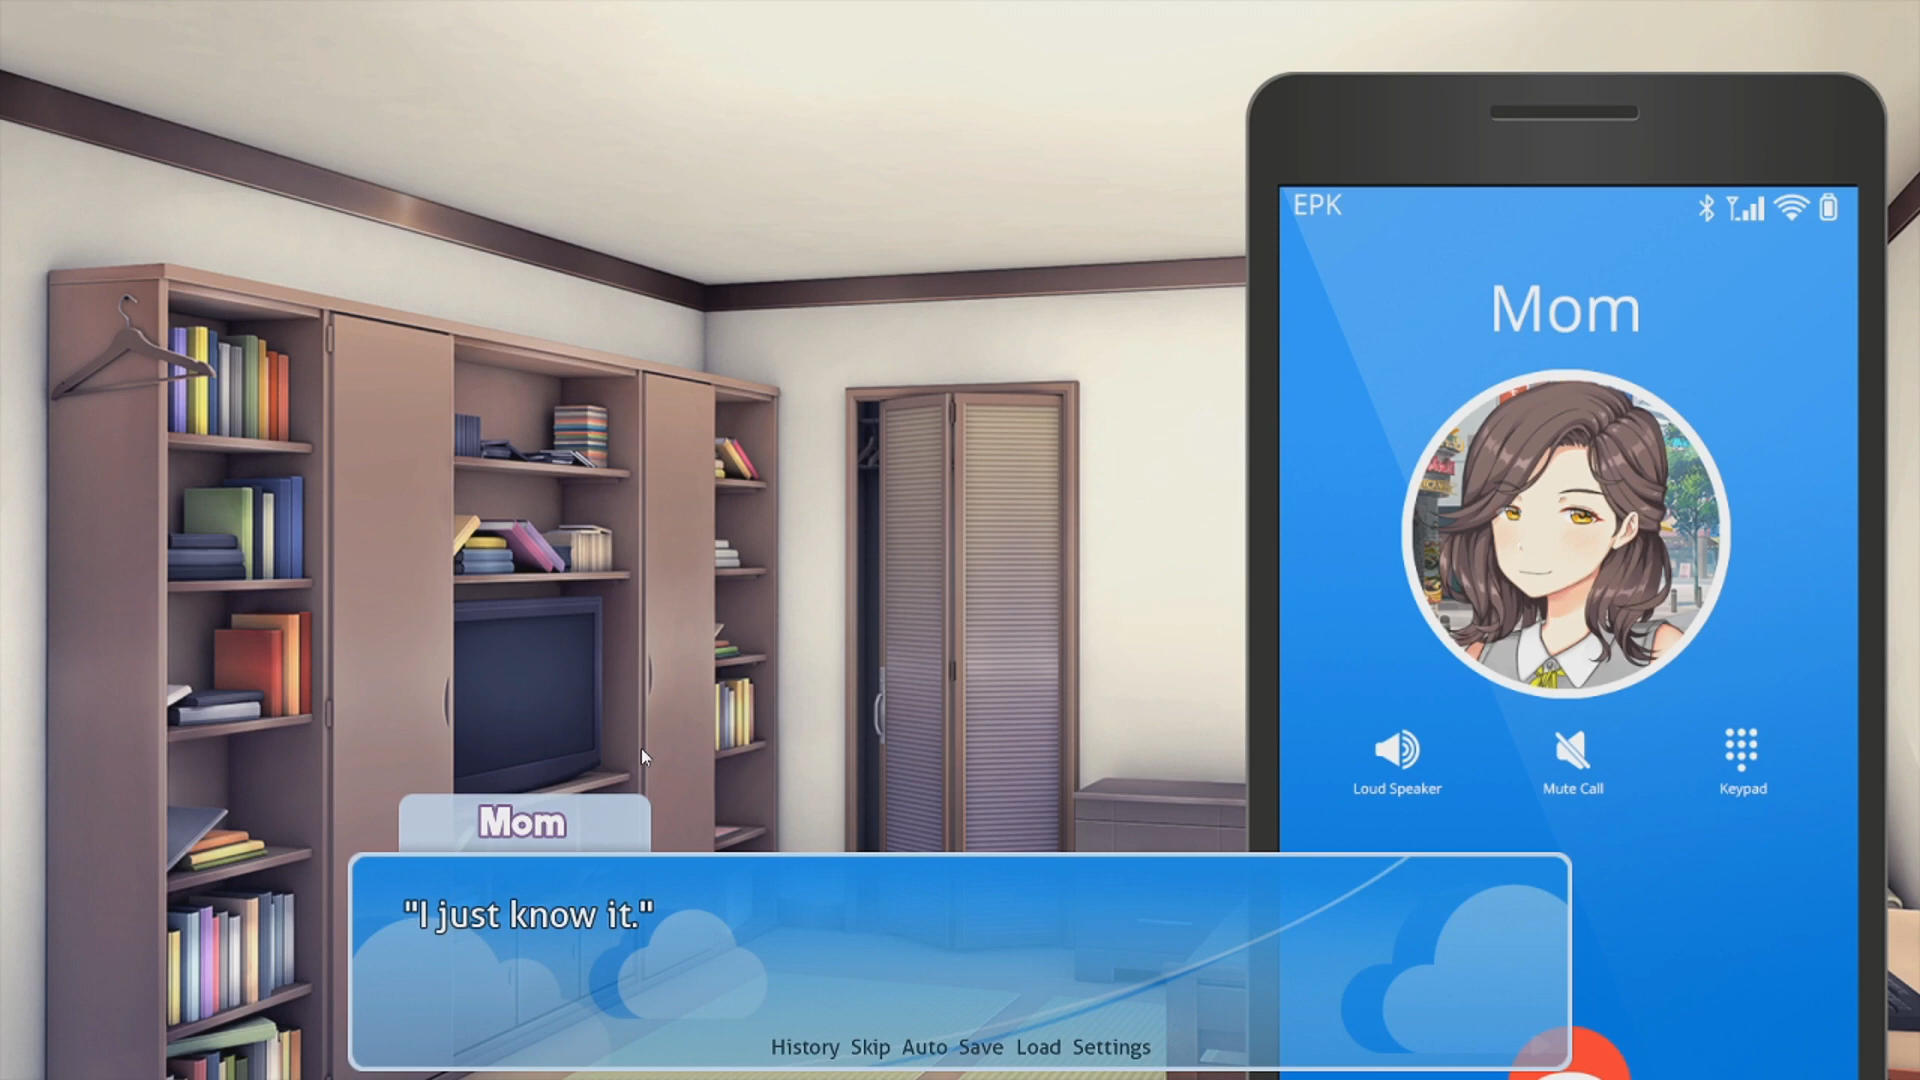 EPK
Mom
Loud Speaker Mute Call Keypad
Mom
"I just know it."
History Skip Auto Save Load Settings